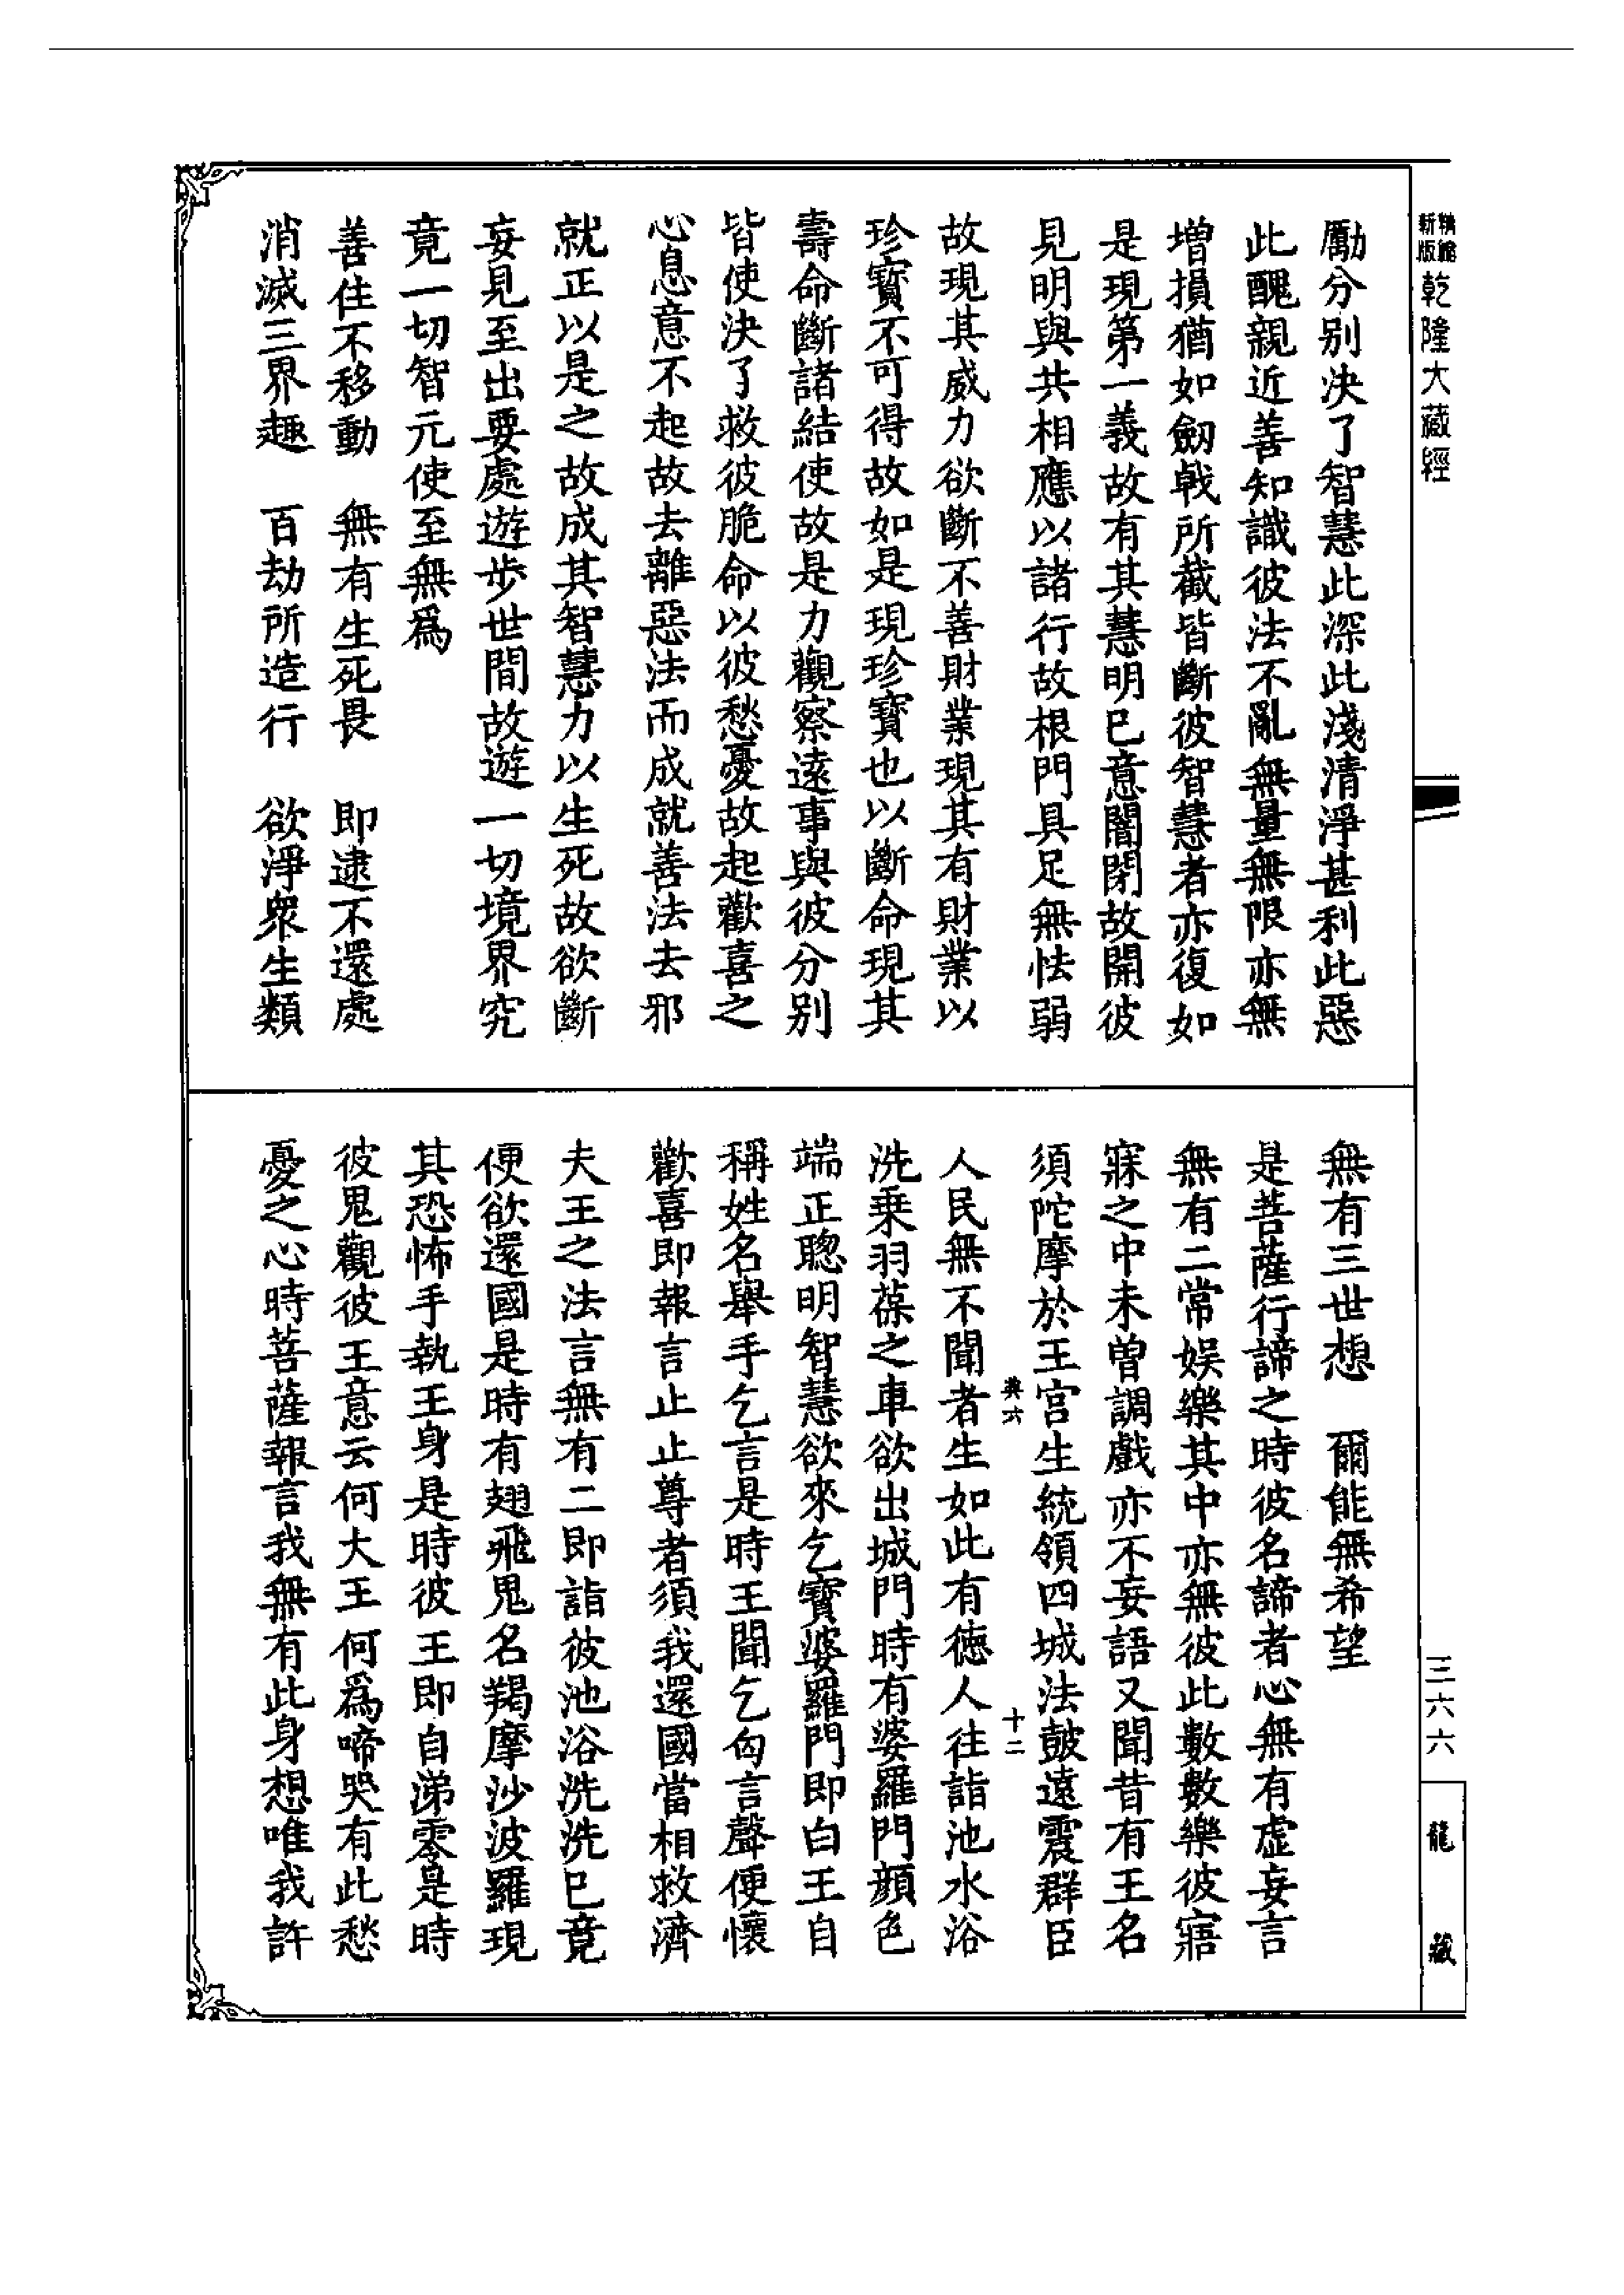 新版
乾隆大藏經
勵分別决了智慧此深此淺清淨甚利此惡
此醜親近善知識彼法不亂無量無限亦無
增損猶如劒戟所截皆斷彼智慧者亦復如
是現第一義故有其慧明已意闇閉故開彼
見明與共相應以諸行故根門具足無怯弱
故現其威力欲斷不善財業現其有財業以
珍寳不可得故如是現珍寳也以斷命現其
壽命斷諸結使故是力觀察遠事與彼分別
皆使決了救彼脆命以彼愁憂故起歡喜之
心息意不起故去離惡法而成就善法去邪
就正以是之故成其智慧力以生死故欲斷
妄見至出要處遊步世間故遊一切境界究
竟一切智元使至無爲
善住不移動　無有生死畏　即逮不還處
消滅三界趣　百劫所造行　欲淨衆生類
無有三世想　爾能無希望
是菩薩行諦之時彼名諦者心無有虛妄言
無有二常娛樂其中亦無彼此數數樂彼寤
寐之中未曾調戲亦不妄語又聞昔有王名
須陀摩於王宮生統領四城法鼓遠震群臣
典六　十二
人民無不聞者生如此有德人往詣池水浴
洗乗羽葆之車欲出城門時有婆羅門顔色
端正聰明智慧欲來乞寳婆羅門即白王自
稱姓名舉手乞言是時王聞乞匃言聲便懷
歡喜即報言止止尊者須我還國當相救濟
夫王之法言無有二即詣彼池浴洗洗已竟
便欲還國是時有翅飛鬼名羯摩沙波羅現
其恐怖手執王身是時彼王即自涕零是時
彼鬼觀彼王意云何大王何爲啼哭有此愁
憂之心時菩薩報言我無有此身想唯我許
三六六
龍藏